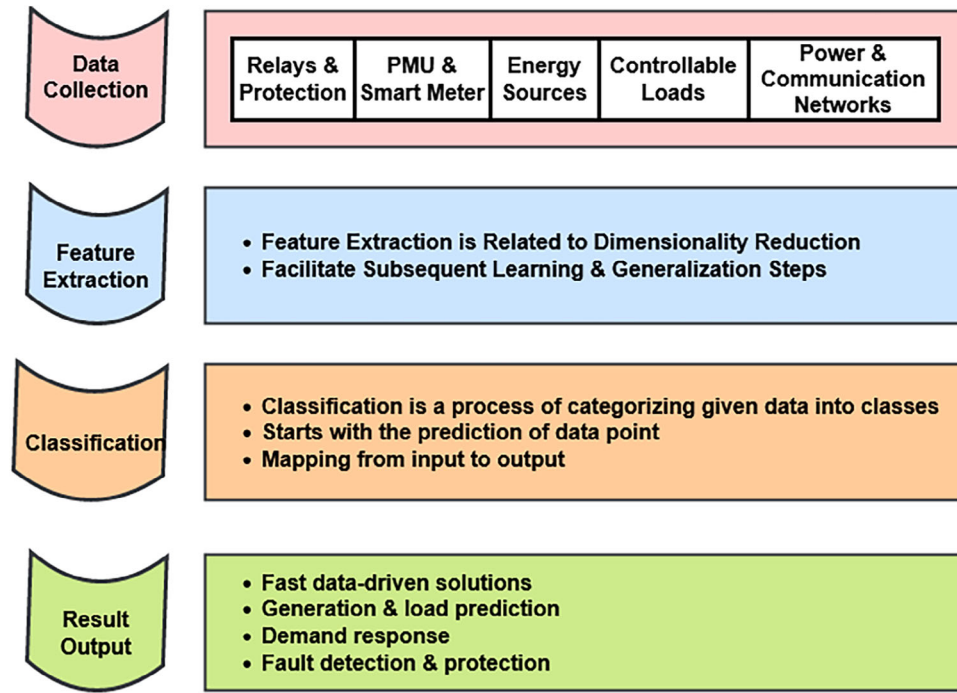 Data
Collection
Relays &
Protection
PMU &
Smart Meter
Energy
Sources
Controllable
Loads
Power &
Communication
Networks
Feature
Extraction
• Feature Extraction is Related to Dimensionality Reduction
• Facilitate Subsequent Learning & Generalization Steps
Classification
• Classification is a process of categorizing given data into classes
• Starts with the prediction of data point
• Mapping from input to output
Result
Output
• Fast data-driven solutions
• Generation & load prediction
• Demand response
• Fault detection & protection